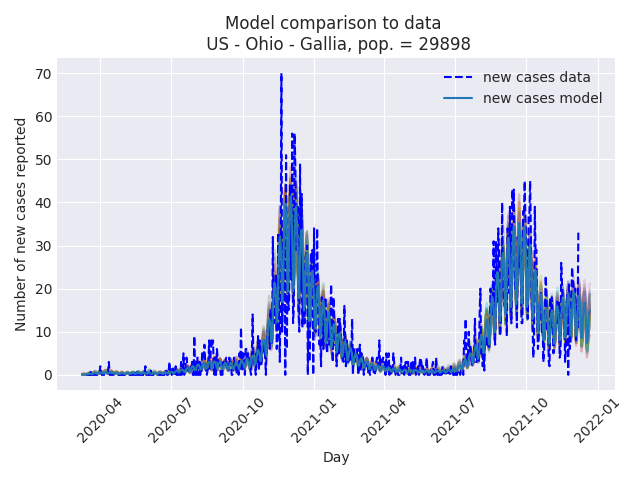 Model comparison to data
US - Ohio - Gallia, pop. = 29898
new cases data
new cases model
Number of new cases reported
70
60
50
40
30
20
10
0
2020-04
2020-07
2020-10
2021-01
2021-04
2021-07
2021-10
2022-01
Day